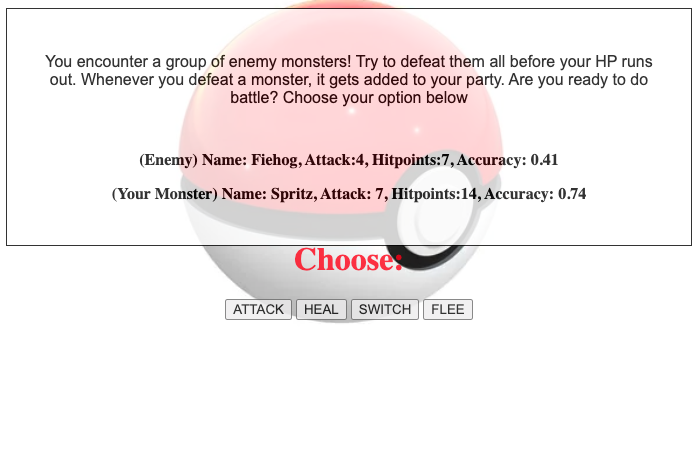 You encounter a group of enemy monsters! Try to defeat them all before your HP runs
out. Whenever you defeat a monster, it gets added to your party. Are you ready to do
battle? Choose your option below
(Enemy) Name: Fiehog, Attack:4, Hitpoints:7, Accuracy: 0.41
(Your Monster) Name: Spritz, Attack: 7, Hitpoints:14, Accuracy: 0.74
Choose:
ATTACK HEAL SWITCH FLEE